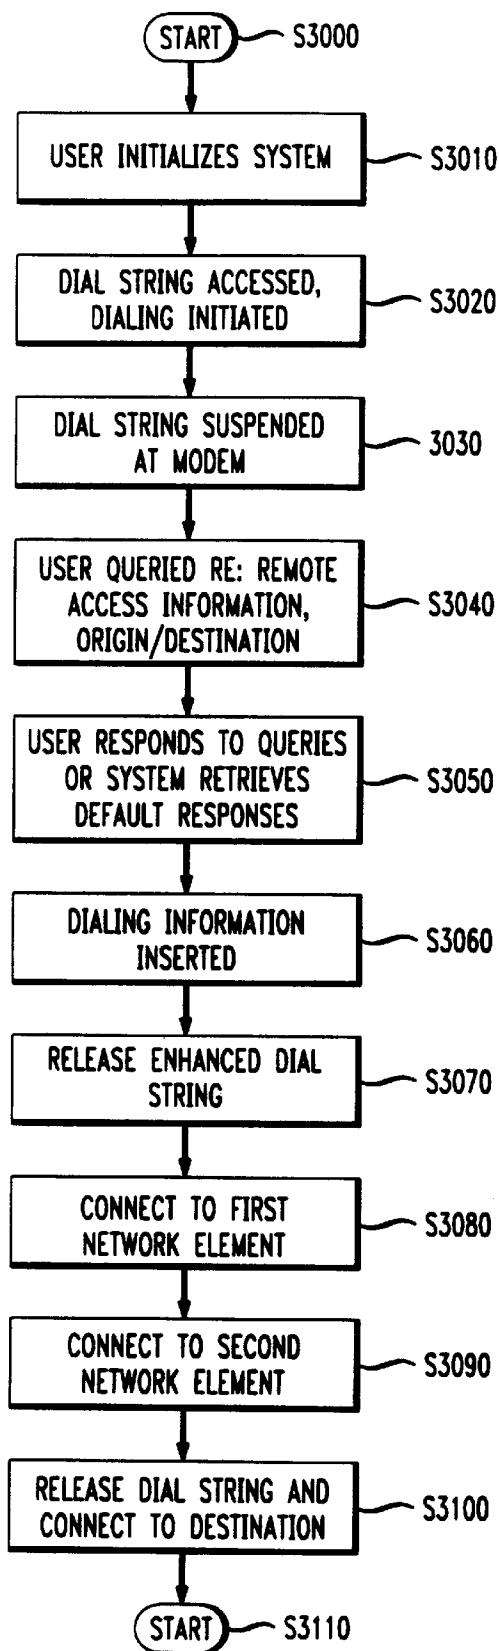 START S3000
USER INITIALIZES SYSTEM S3010
DIAL STRING ACCESSED,
DIALING INITIATED
S3020
DIAL STRING SUSPENDED
AT MODEM
3030
USER QUERIED RE: REMOTE
ACCESS INFORMATION,
ORIGIN/DESTINATION
S3040
USER RESPONDS TO QUERIES
OR SYSTEM RETRIEVES
DEFAULT RESPONSES
S3050
DIALING INFORMATION
INSERTED
S3060
RELEASE ENHANCED DIAL
STRING
S3070
CONNECT TO FIRST
NETWORK ELEMENT
S3080
CONNECT TO SECOND
NETWORK ELEMENT
S3090
RELEASE DIAL STRING AND
CONNECT TO DESTINATION
S3100
START S3110